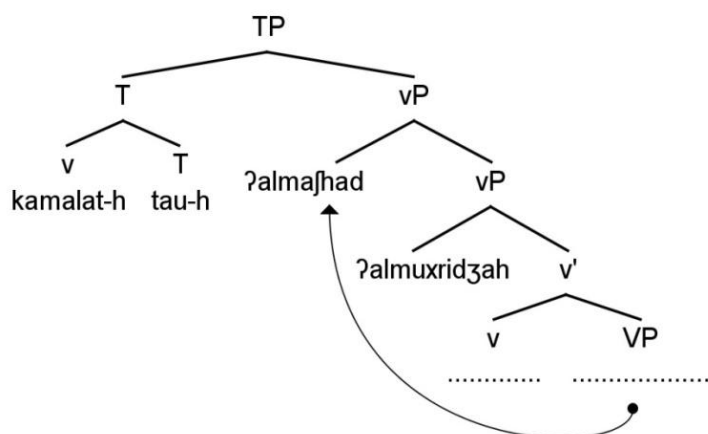 TP
T vP
v T ʔalmaʃhad vP
kamalat-h tau-h
ʔalmuxridʒah v'
v VP
.............. ....................